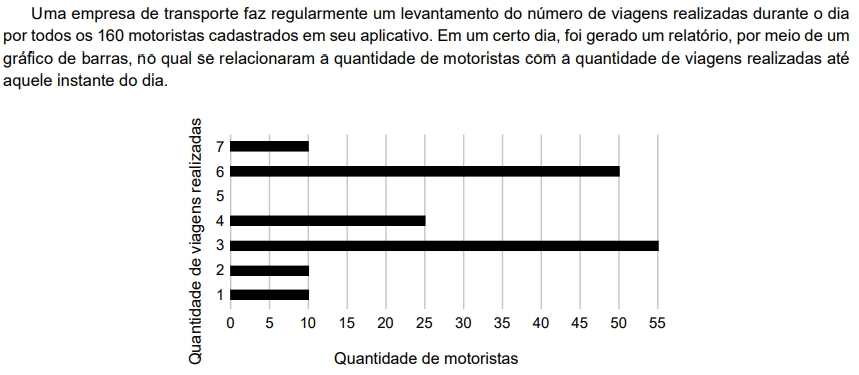 Uma empresa de transporte faz regularmente um levantamento do número de viagens realizadas durante o dia
por todos os 160 motoristas cadastrados em seu aplicativo. Em um certo dia, foi gerado um relatório, por meio de um
gráfico de barras, no qual se relacionaram a quantidade de motoristas com a quantidade de viagens realizadas até
aquele instante do dia.
Quantidade de viagens realizadas
7
6
5
4
3
2
1
0 5 10 15 20 25 30 35 40 45 50 55
Quantidade de motoristas